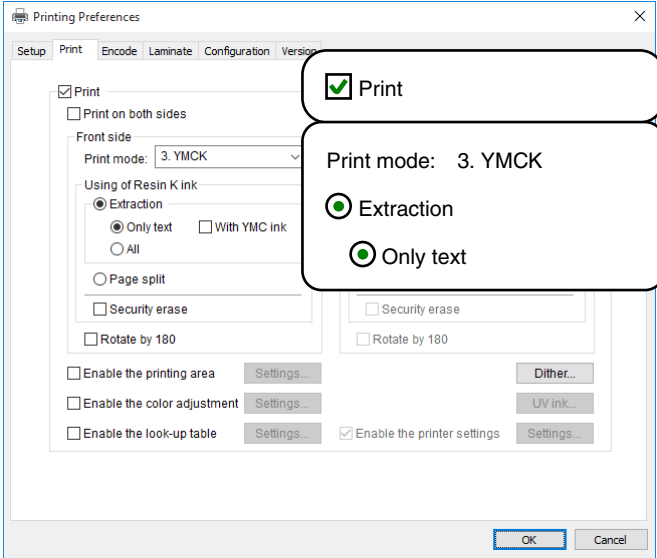 Printing Preferences
Setup Print Encode Laminate Configuration Version
Print
Print
Print on both sides
Front side
Print mode: 3. YMCK
Print mode: 3. YMCK
Using of Resin K ink
Extraction
Extraction
Only text With YMC ink
Only text
All
Page split
Security erase Security erase
Rotate by 180 Rotate by 180
Enable the printing area Settings... Dither...
Enable the color adjustment Settings... UV ink...
Enable the look-up table Settings... Enable the printer settings Settings...
OK Cancel